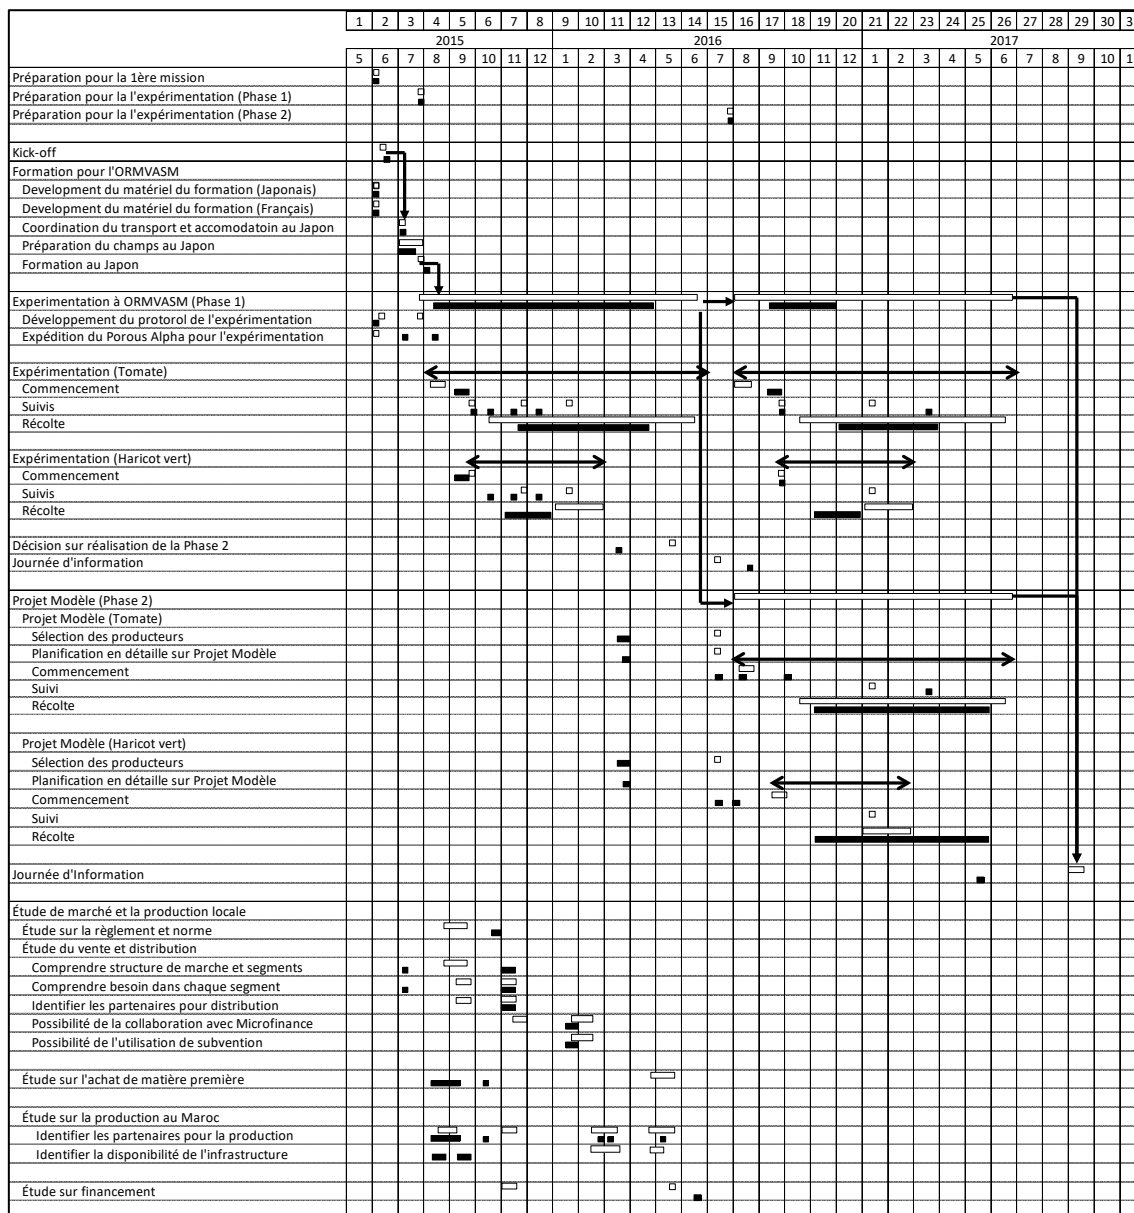 1 2 3 4 5 6 7 8 9 10 11 12 13 14 15 16 17 18 19 20 21 22 23 24 25 26 27 28 29 30 3
2015 2016 2017
5 6 7 8 9 10 11 12 1 2 3 4 6 7 8 9 10 11 12 1 2 3 4 5 6 7 8 9 10 1
Préparation pour la 1ère mission
Préparation pour la l'expérimentation (Phase 1)
Préparation pour la l'expérimentation (Phase 2)
Kick-off
Formation pour l'ORMVASM
Development du matériel du formation (Japonais)
Development du matériel du formation (Français)
Coordination du transport et accomodatoin au Japon
Préparation du champs au Japon
Formation au Japon
Experimentation à ORMVASM (Phase 1)
Développement du protorol de l'expérimentation
Expédition du Porous Alpha pour l'expérimentation
Expérimentation (Tomate)
Commencement
Suivis
Récolte
Expérimentation (Haricot vert)
Commencement
Suivis
Récolte
Décision sur réalisation de la Phase 2
Journée d'information
Projet Modèle (Phase 2)
Projet Modèle (Tomate)
Sélection des producteurs
Planification en détaille sur Projet Modèle
Commencement
Suivi
Récolte
Projet Modèle (Haricot vert)
Sélection des producteurs
Planification en détaille sur Projet Modèle
Commencement
Suivi
Récolte
Journée d'Information
Étude de marché et la production locale
Étude sur la règlement et norme
Étude du vente et distribution
Comprendre structure de marche et segments
Comprendre besoin dans chaque segment
Identifier les partenaires pour distribution
Possibilité de la collaboration avec Microfinance
Possibilité de l'utilisation de subvention
Étude sur l'achat de matière première
Étude sur la production au Maroc
Identifier les partenaires pour la production
Identifier la disponibilité de l'infrastructure
Étude sur financement